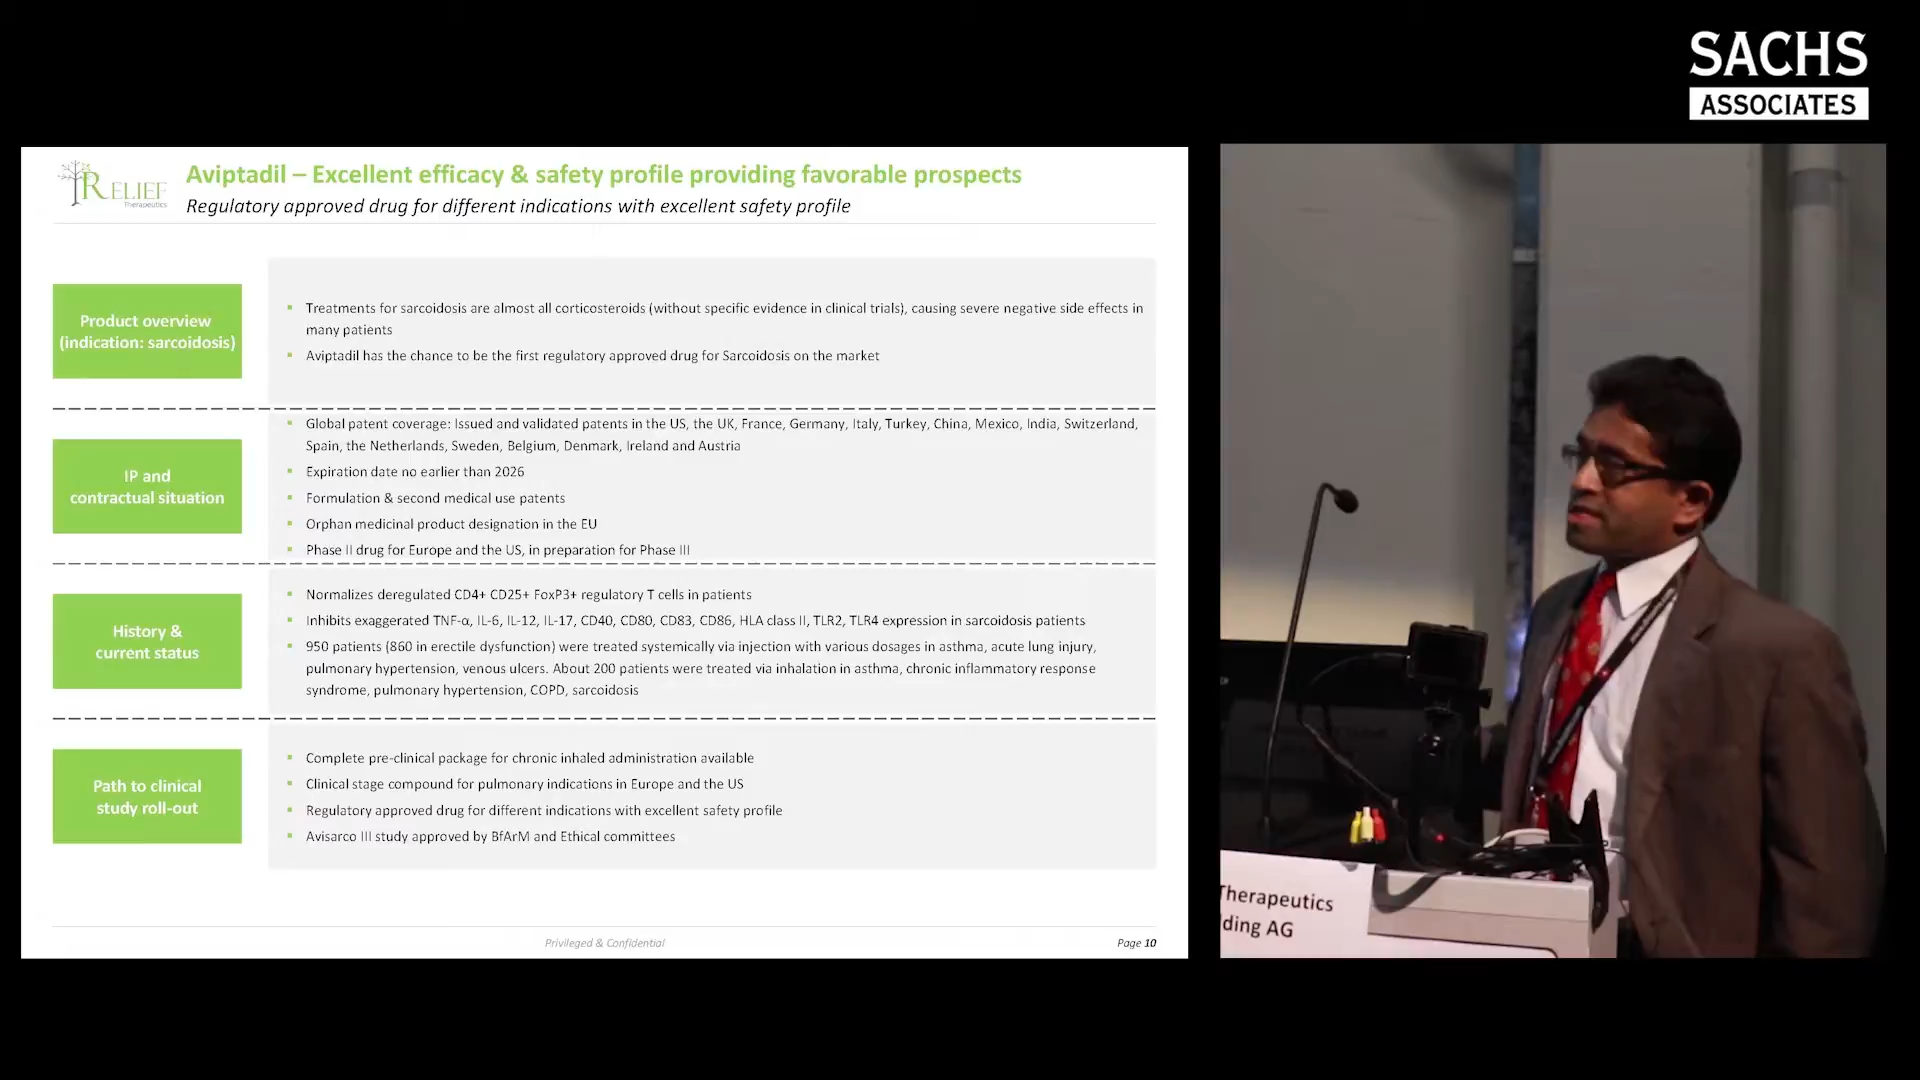 SACHS
ASSOCIATES
RELIEF
Therapeutics
Aviptadil – Excellent efficacy & safety profile providing favorable prospects
Regulatory approved drug for different indications with excellent safety profile
Product overview
(indication: sarcoidosis)
▪ Treatments for sarcoidosis are almost all corticosteroids (without specific evidence in clinical trials), causing severe negative side effects in
many patients
▪ Aviptadil has the chance to be the first regulatory approved drug for Sarcoidosis on the market
IP and
contractual situation
▪ Global patent coverage: Issued and validated patents in the US, the UK, France, Germany, Italy, Turkey, China, Mexico, India, Switzerland,
Spain, the Netherlands, Sweden, Belgium, Denmark, Ireland and Austria
▪ Expiration date no earlier than 2026
▪ Formulation & second medical use patents
▪ Orphan medicinal product designation in the EU
▪ Phase II drug for Europe and the US, in preparation for Phase III
History &
current status
▪ Normalizes deregulated CD4+ CD25+ FoxP3+ regulatory T cells in patients
▪ Inhibits exaggerated TNF-α, IL-6, IL-12, IL-17, CD40, CD80, CD83, CD86, HLA class II, TLR2, TLR4 expression in sarcoidosis patients
▪ 950 patients (860 in erectile dysfunction) were treated systemically via injection with various dosages in asthma, acute lung injury,
pulmonary hypertension, venous ulcers. About 200 patients were treated via inhalation in asthma, chronic inflammatory response
syndrome, pulmonary hypertension, COPD, sarcoidosis
Path to clinical
study roll-out
▪ Complete pre-clinical package for chronic inhaled administration available
▪ Clinical stage compound for pulmonary indications in Europe and the US
▪ Regulatory approved drug for different indications with excellent safety profile
▪ Avisarco III study approved by BfArM and Ethical committees
Privileged & Confidential
Page 10
Therapeutics
lding AG